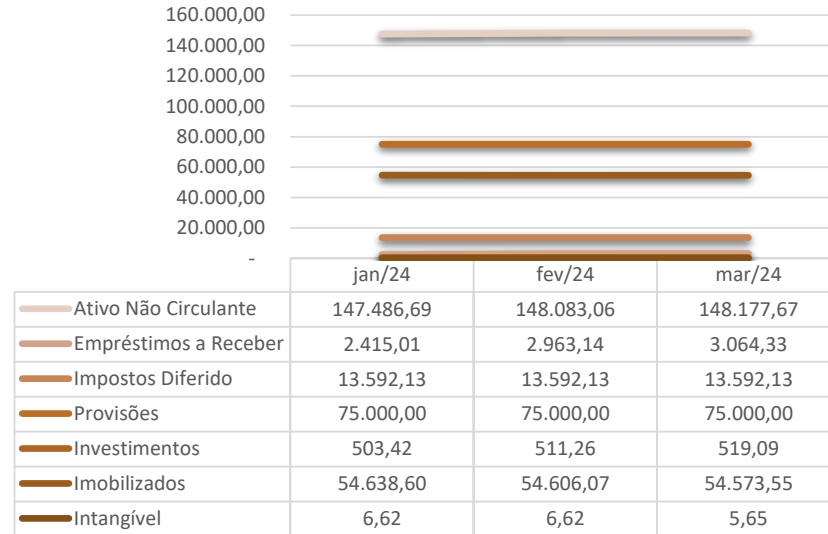 160.000,00
140.000,00
120.000,00
100.000,00
80.000,00
60.000,00
40.000,00
20.000,00
-
jan/24 fev/24 mar/24
Ativo Não Circulante 147.486,69 148.083,06 148.177,67
Empréstimos a Receber 2.415,01 2.963,14 3.064,33
Impostos Diferido 13.592,13 13.592,13 13.592,13
Provisões 75.000,00 75.000,00 75.000,00
Investimentos 503,42 511,26 519,09
Imobilizados 54.638,60 54.606,07 54.573,55
Intangível 6,62 6,62 5,65